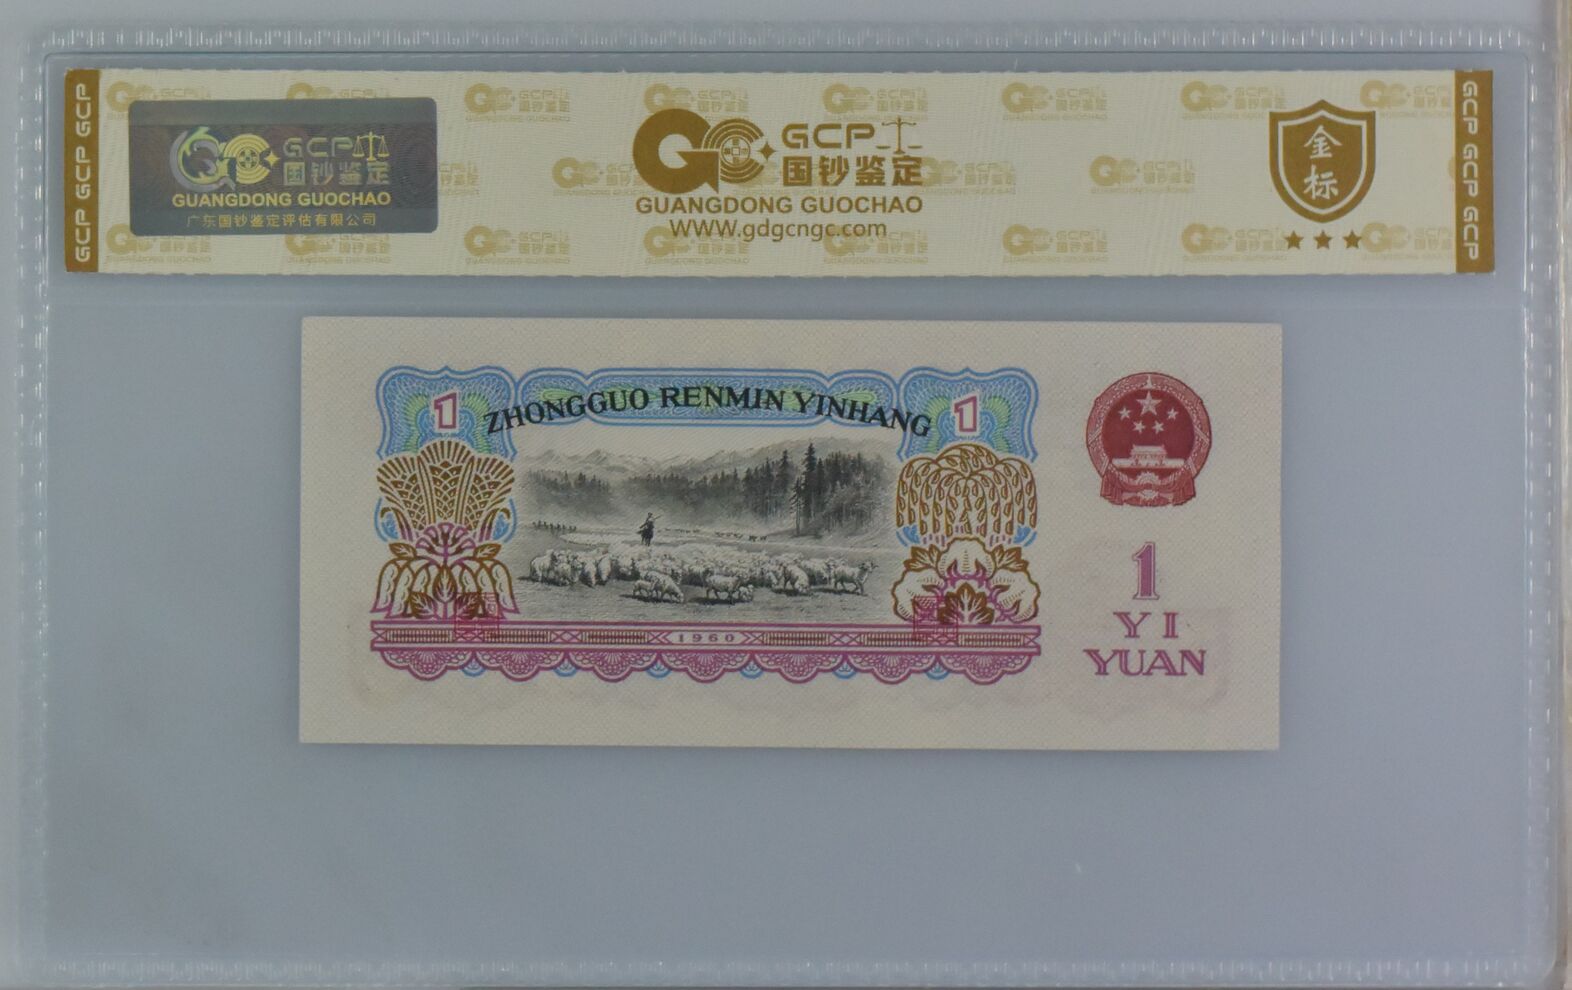 GCP GCP GCP
GCP
国钞鉴定
GUANGDONG GUOCHAO
广东国钞鉴定评估有限公司
GCP
国钞鉴定
GUANGDONG GUOCHAO
WWW.gdgcngc.com
金标
GCP GCP GCP
1
ZHONGGUO RENMIN YINHANG
1
1960
1
YI
YUAN